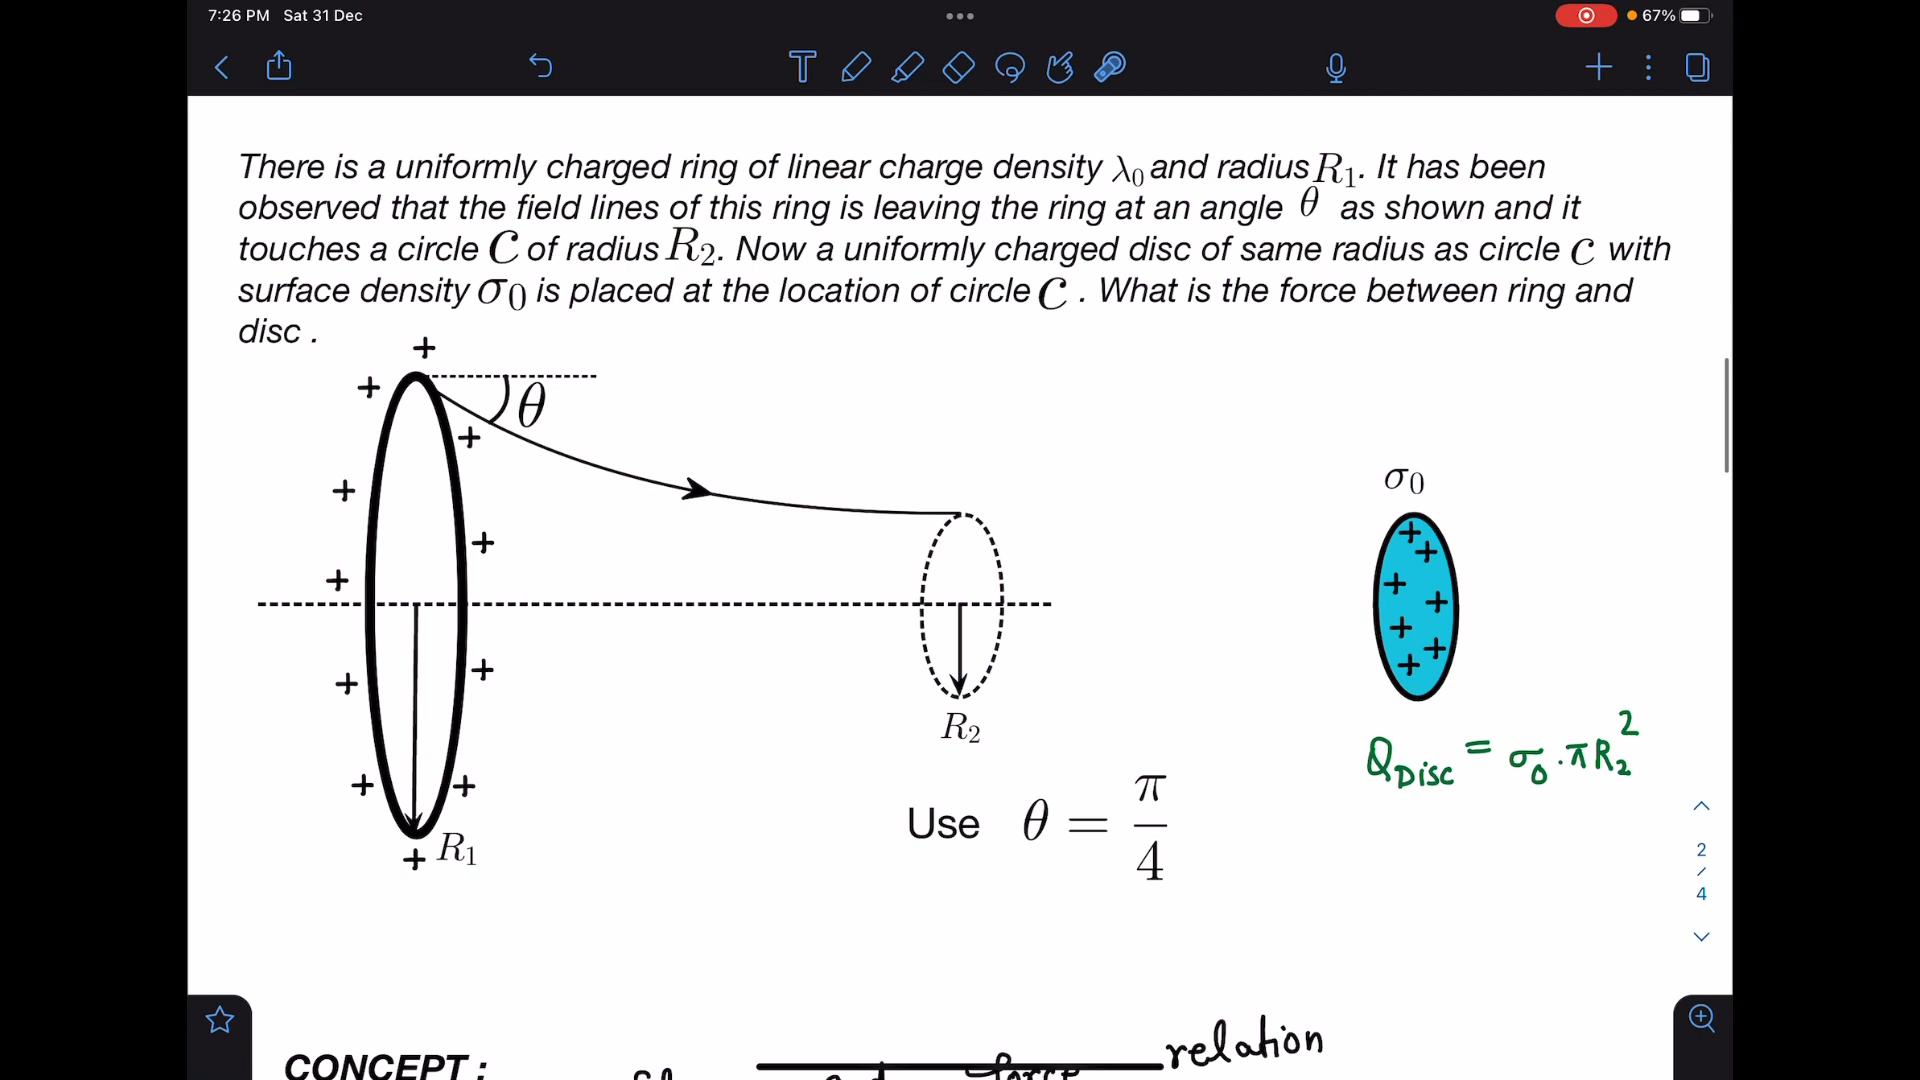 7:26 PM Sat 31 Dec
67%
There is a uniformly charged ring of linear charge density λ₀ and radius R₁. It has been
observed that the field lines of this ring is leaving the ring at an angle θ as shown and it
touches a circle C of radius R₂. Now a uniformly charged disc of same radius as circle C with
surface density σ₀ is placed at the location of circle C . What is the force between ring and
disc .
θ
σ₀
R₂
Q_Disc = σ₀ . π R₂²
Use θ = π/4
R₁
2
/
4
relation
CONCEPT :
force